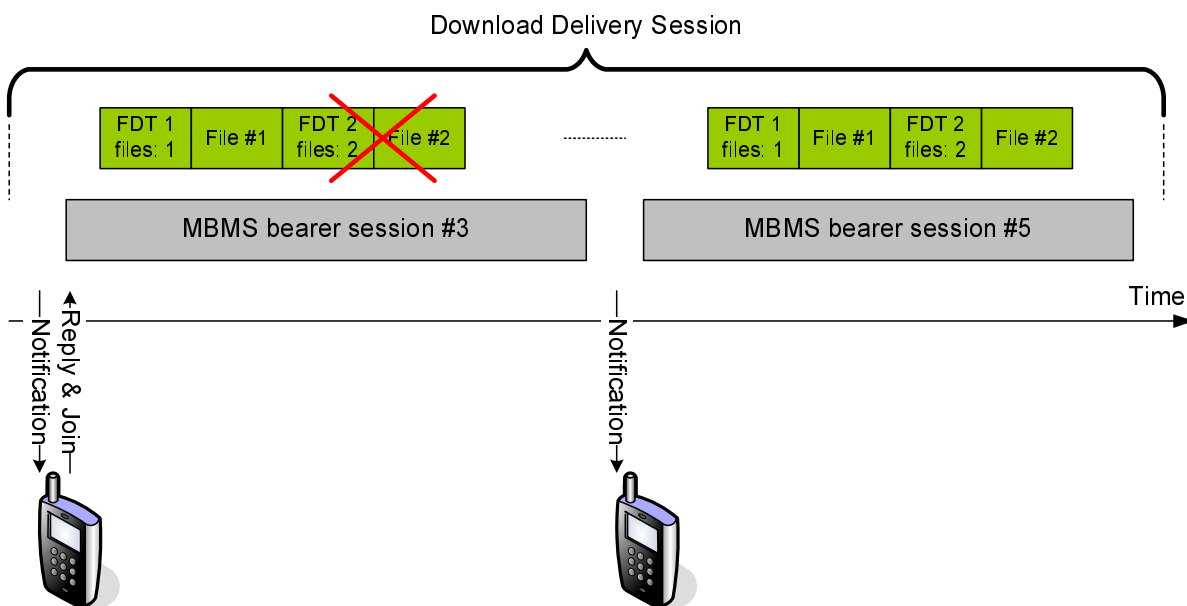 Download Delivery Session
FDT 1
files: 1
File #1
FDT 2
files: 2
File #2
FDT 1
files: 1
File #1
FDT 2
files: 2
File #2
MBMS bearer session #3
MBMS bearer session #5
Time
Notification
Reply & Join
Notification